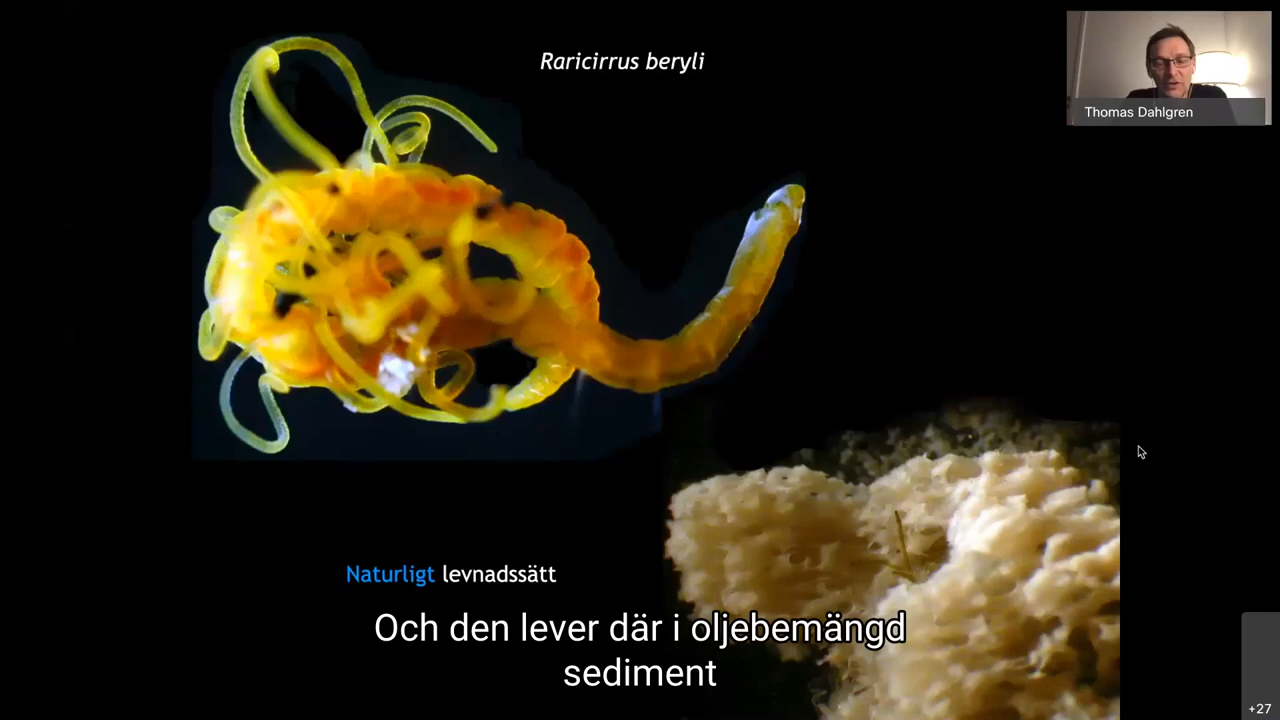 Raricirrus beryli
Thomas Dahlgren
Naturligt levnadssätt
Och den lever där i oljebemängd
sediment
+27